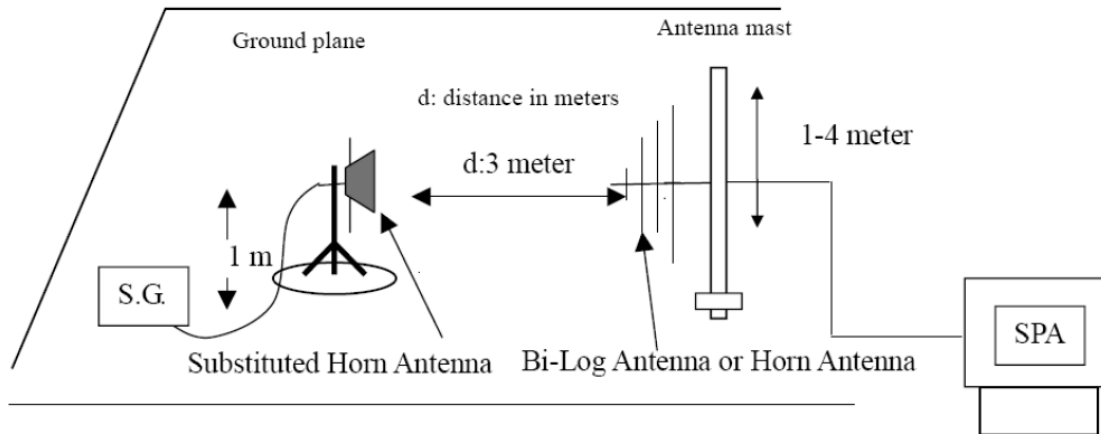 Ground plane
Antenna mast
d: distance in meters
1-4 meter
d:3 meter
1 m
S.G.
SPA
Substituted Horn Antenna
Bi-Log Antenna or Horn Antenna